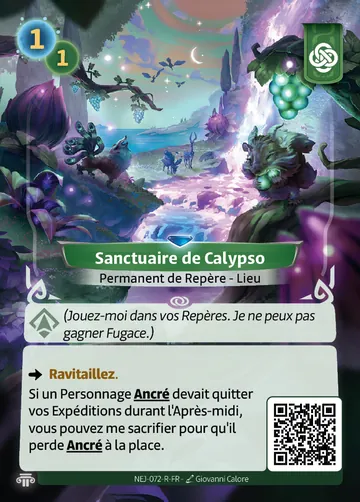 1
1
Sanctuaire de Calypso
Permanent de Repère - Lieu
(Jouez-moi dans vos Repères. Je ne peux pas
gagner Fugace.)
Ravitaillez.
Si un Personnage Ancré devait quitter
vos Expéditions durant l'Après-midi,
vous pouvez me sacrifier pour qu'il
perde Ancré à la place.
NEJ-072-R-FR - Giovanni Calore